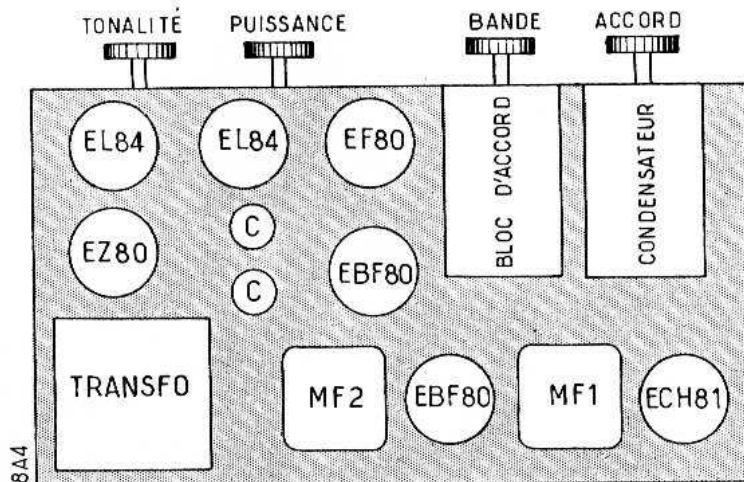 TONALITÉ PUISSANCE BANDE ACCORD
EL84 EL84 EF80
BLOC D'ACCORD
CONDENSATEUR
EZ80
C
EBF80
C
TRANSFO
MF2
EBF80
MF1
ECH81
8A4